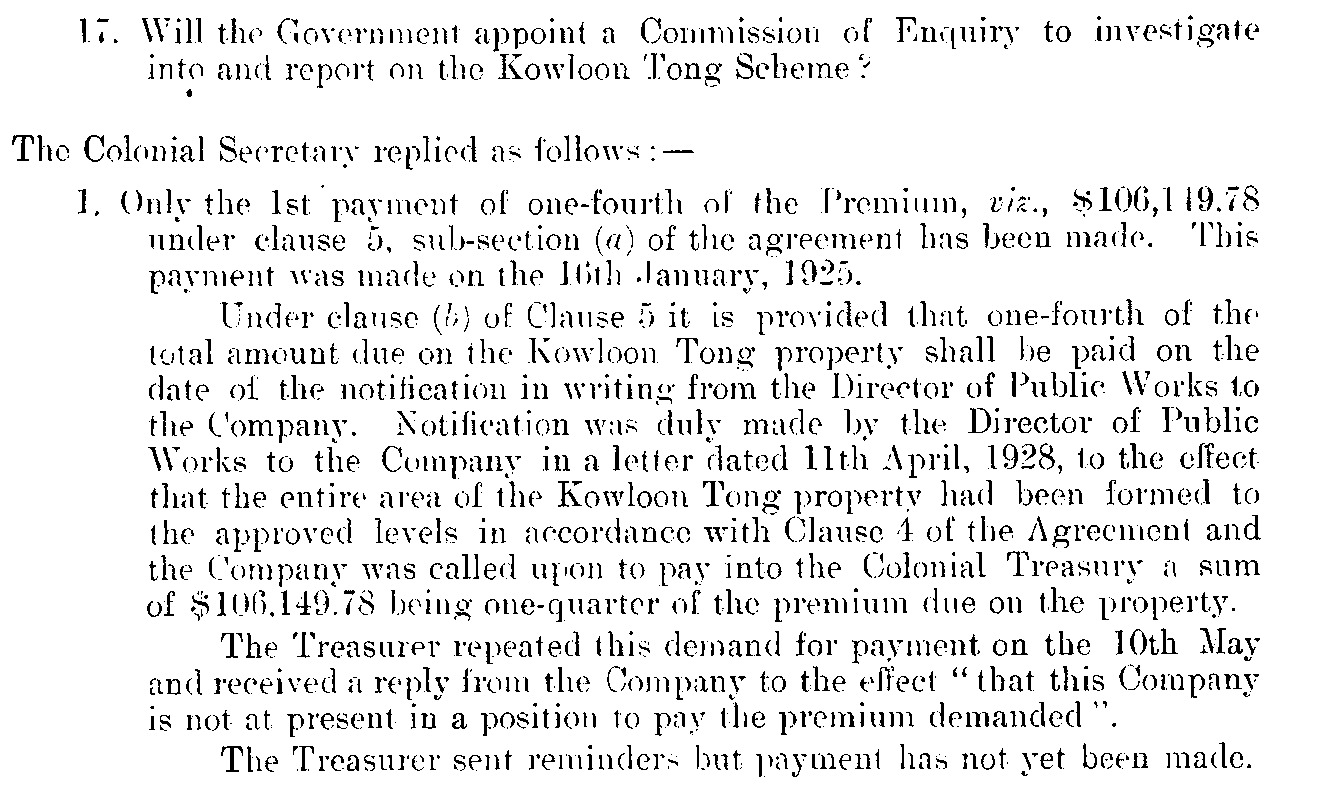 17. Will the Government appoint a Commission of Enquiry to investigate
into and report on the Kowloon Tong Scheme?
The Colonial Secretary replied as follows:—
1. Only the 1st payment of one-fourth of the Premium, viz., $106,149.78
under clause 5, sub-section (a) of the agreement has been made. This
payment was made on the 16th January, 1925.
Under clause (b) of Clause 5 it is provided that one-fourth of the
total amount due on the Kowloon Tong property shall be paid on the
date of the notification in writing from the Director of Public Works to
the Company. Notification was duly made by the Director of Public
Works to the Company in a letter dated 11th April, 1928, to the effect
that the entire area of the Kowloon Tong property had been formed to
the approved levels in accordance with Clause 4 of the Agreement and
the Company was called upon to pay into the Colonial Treasury a sum
of $106,149.78 being one-quarter of the premium due on the property.
The Treasurer repeated this demand for payment on the 10th May
and received a reply from the Company to the effect "that this Company
is not at present in a position to pay the premium demanded".
The Treasurer sent reminders but payment has not yet been made.